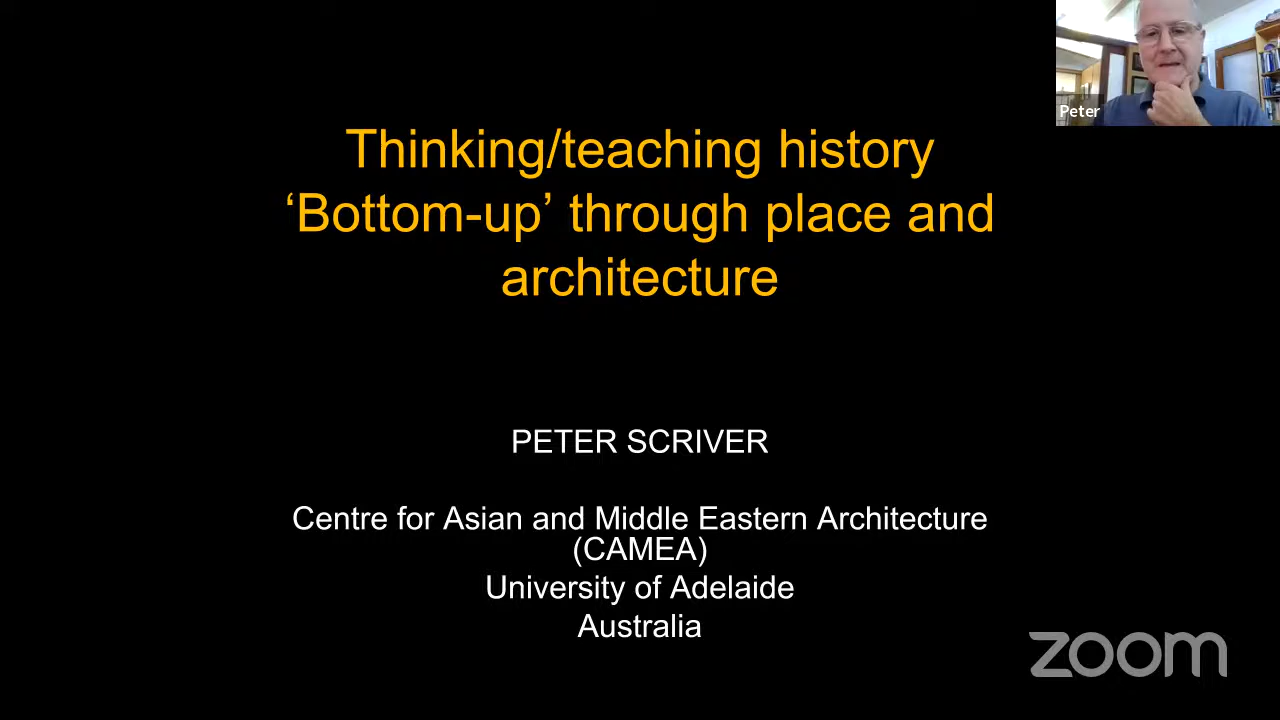 Peter
Thinking/teaching history
‘Bottom-up’ through place and
architecture
PETER SCRIVER
Centre for Asian and Middle Eastern Architecture
(CAMEA)
University of Adelaide
Australia
zoom